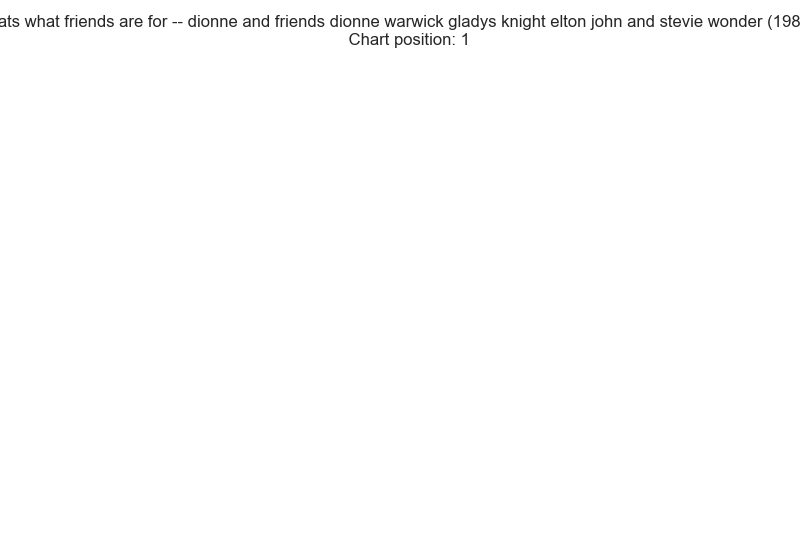 ats what friends are for -- dionne and friends dionne warwick gladys knight elton john and stevie wonder (198
Chart position: 1